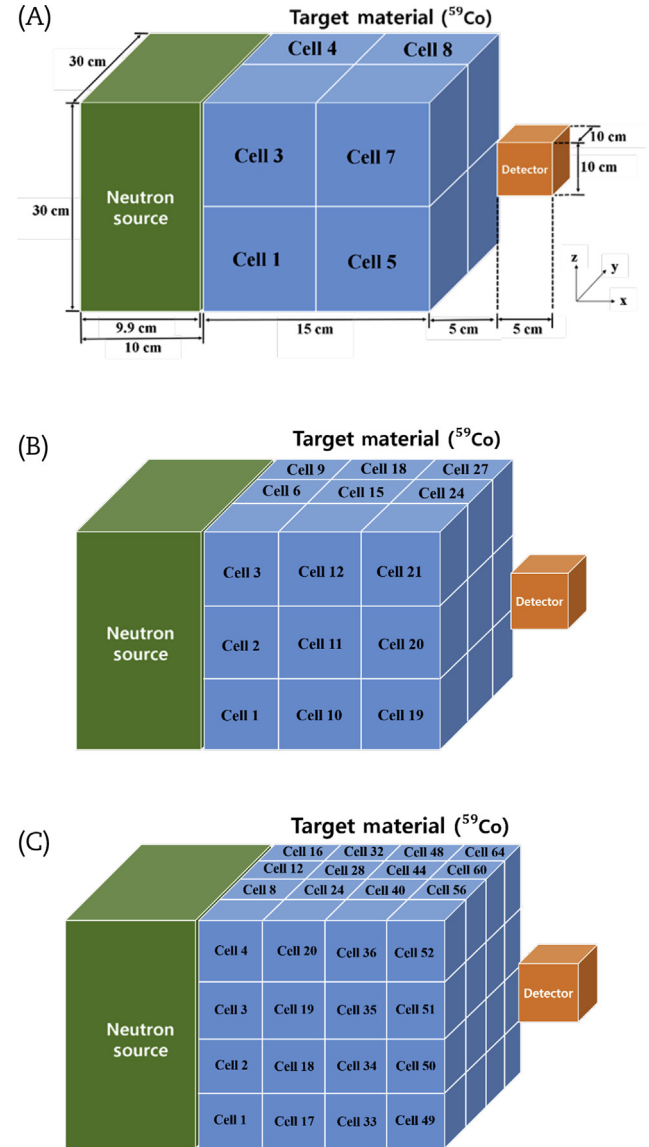 (A)
Target material (⁵⁹Co)
30 cm
Cell 4 Cell 8
10 cm
Cell 3 Cell 7
Detector
10 cm
Neutron
source
30 cm
Cell 1 Cell 5
z y x
9.9 cm 15 cm 5 cm 5 cm
10 cm
(B)
Target material (⁵⁹Co)
Cell 9 Cell 18 Cell 27
Cell 6 Cell 15 Cell 24
Cell 3 Cell 12 Cell 21
Detector
Neutron
source
Cell 2 Cell 11 Cell 20
Cell 1 Cell 10 Cell 19
(C)
Target material (⁵⁹Co)
Cell 16 Cell 32 Cell 48 Cell 64
Cell 12 Cell 28 Cell 44 Cell 60
Cell 8 Cell 24 Cell 40 Cell 56
Cell 4 Cell 20 Cell 36 Cell 52
Detector
Neutron
source
Cell 3 Cell 19 Cell 35 Cell 51
Cell 2 Cell 18 Cell 34 Cell 50
Cell 1 Cell 17 Cell 33 Cell 49